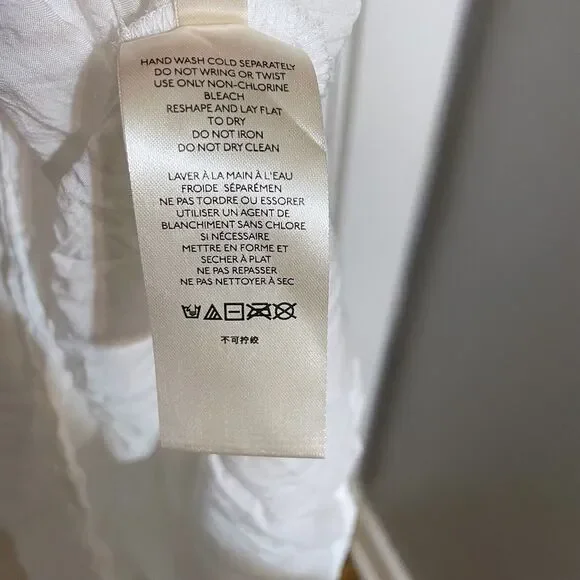 HAND WASH COLD SEPARATELY
DO NOT WRING OR TWIST
USE ONLY NON-CHLORINE
BLEACH
RESHAPE AND LAY FLAT
TO DRY
DO NOT IRON
DO NOT DRY CLEAN
LAVER À LA MAIN À L'EAU
FROIDE SÉPARÉMEN
NE PAS TORDRE OU ESSORER
UTILISER UN AGENT DE
BLANCHIMENT SANS CHLORE
SI NÉCESSAIRE
METTRE EN FORME ET
SECHER À PLAT
NE PAS REPASSER
NE PAS NETTOYER À SEC
不可拧绞